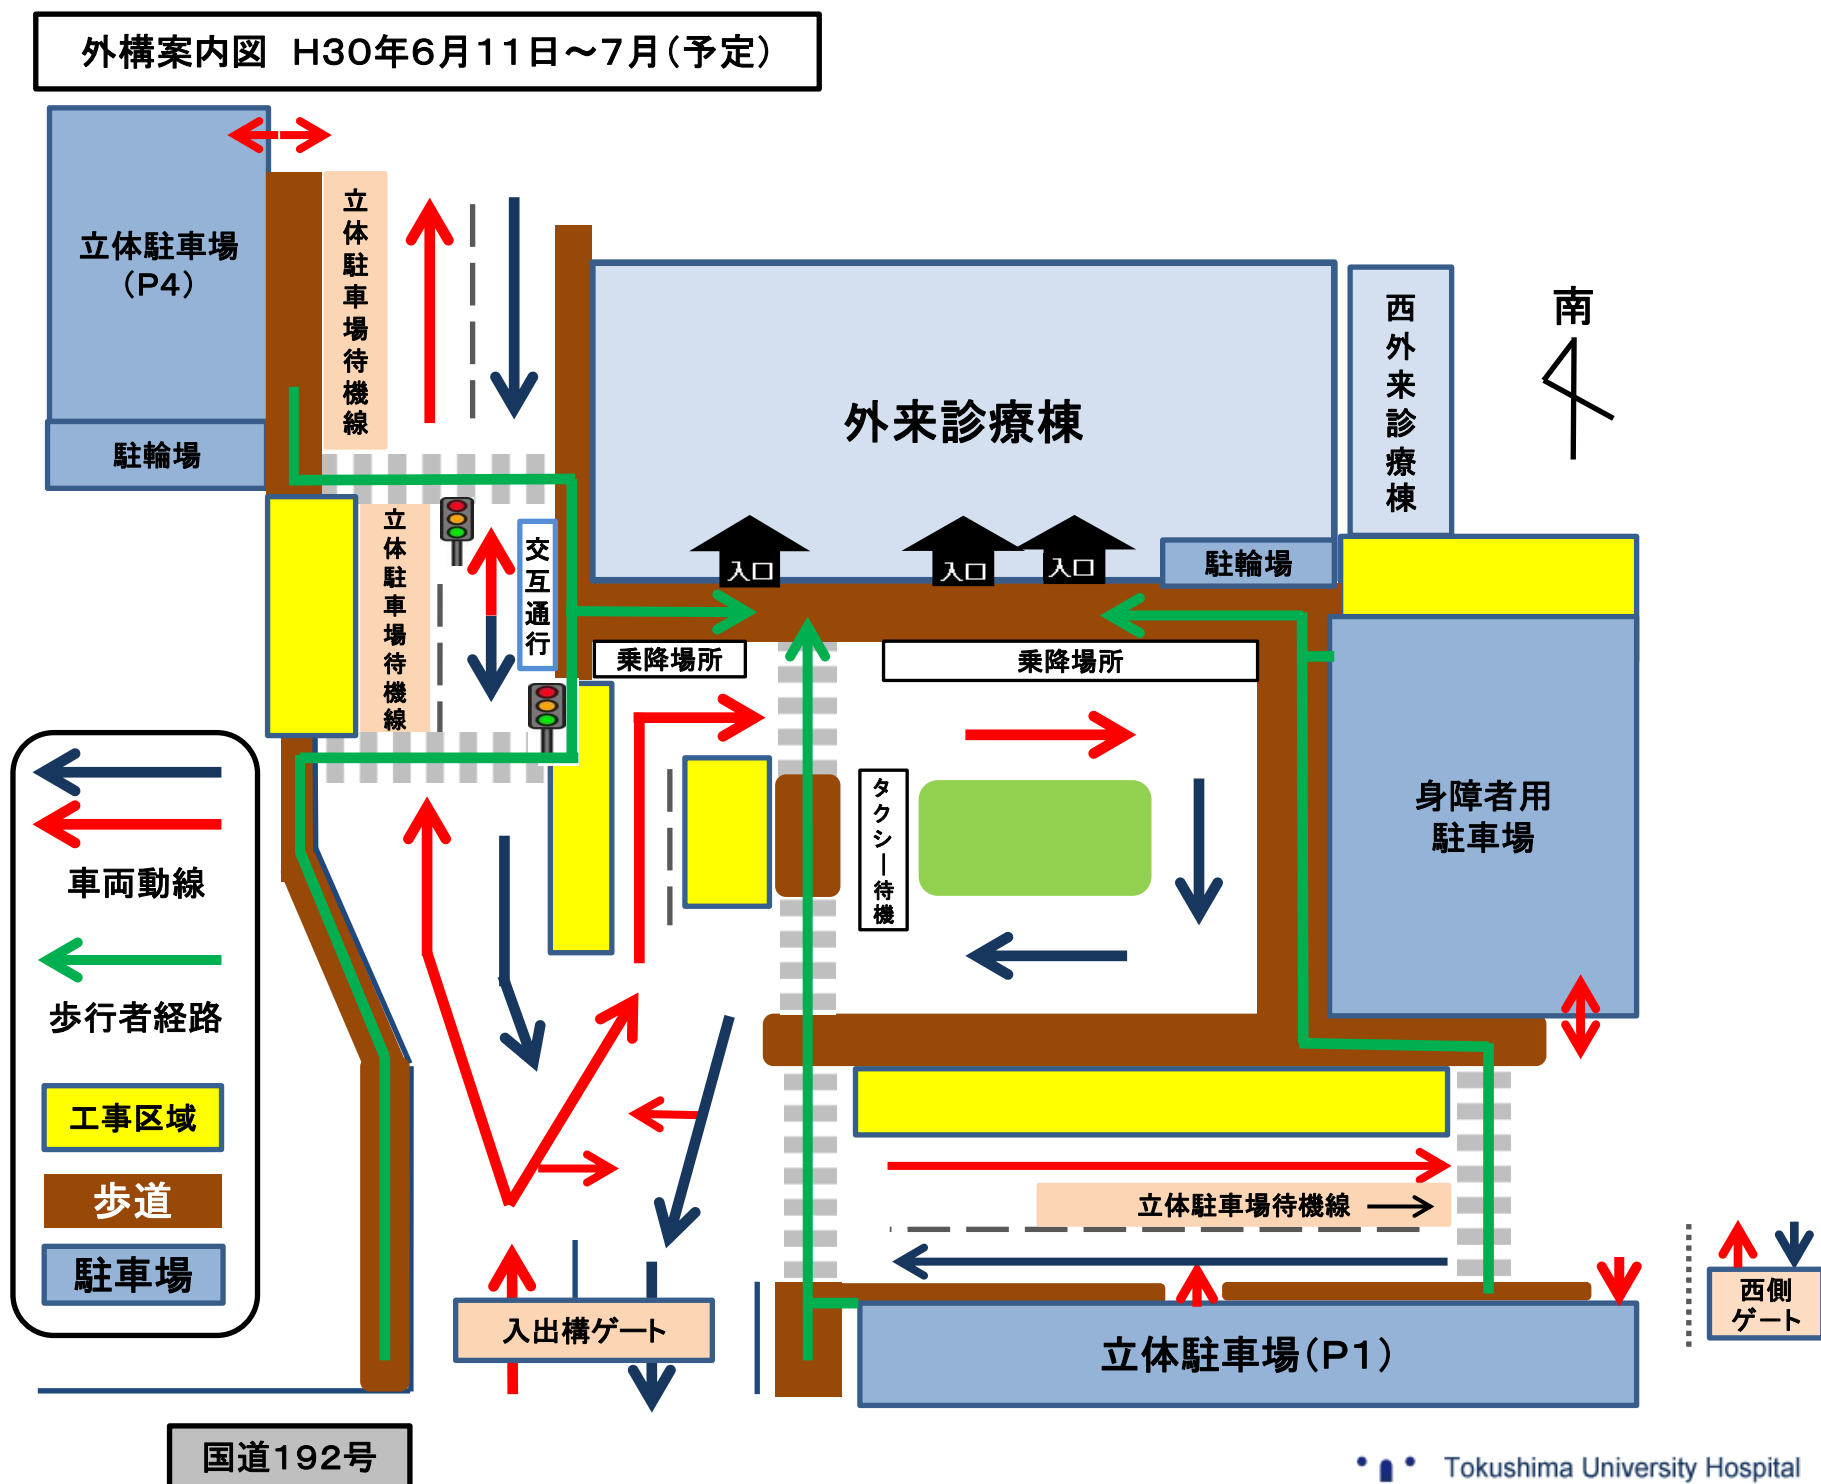 外構案内図 H30年6月11日～7月(予定)
立体駐車場
(P4)
立体駐車場待機線
駐輪場
外来診療棟
西外来診療棟
南
立体駐車場待機線
交互通行
入口
入口
入口
駐輪場
乗降場所
乗降場所
タクシー待機
身障者用
駐車場
車両動線
歩行者経路
工事区域
歩道
駐車場
立体駐車場待機線
入出構ゲート
立体駐車場(P1)
西側
ゲート
国道192号
Tokushima University Hospital